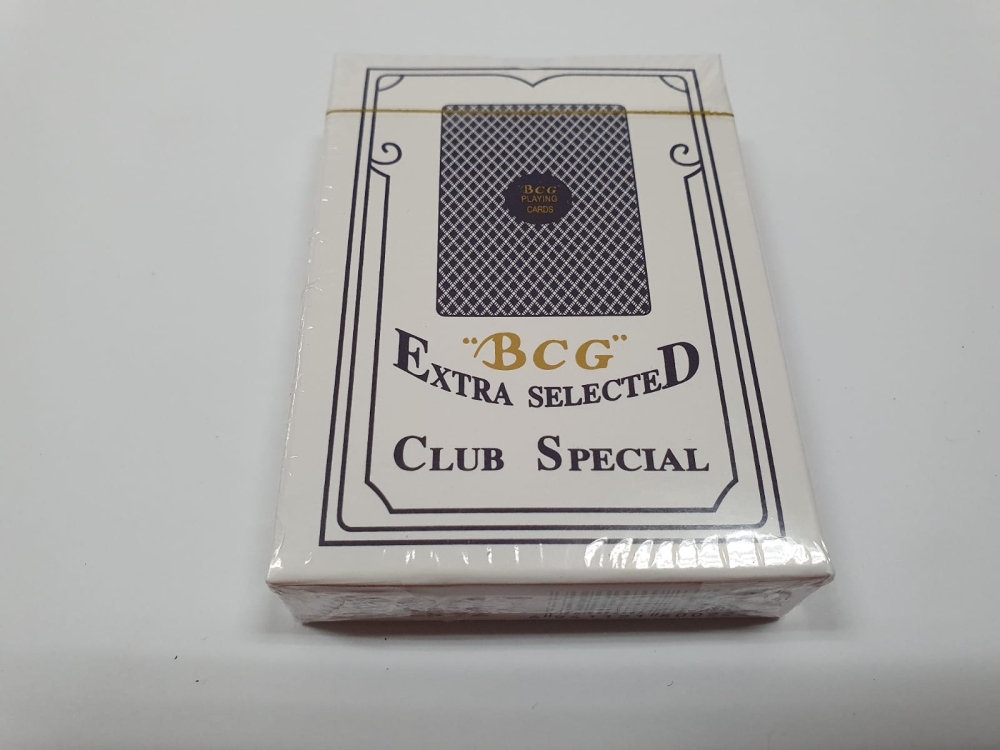 BCG
PLAYING
CARDS
"BCG"
EXTRA SELECTED
CLUB SPECIAL